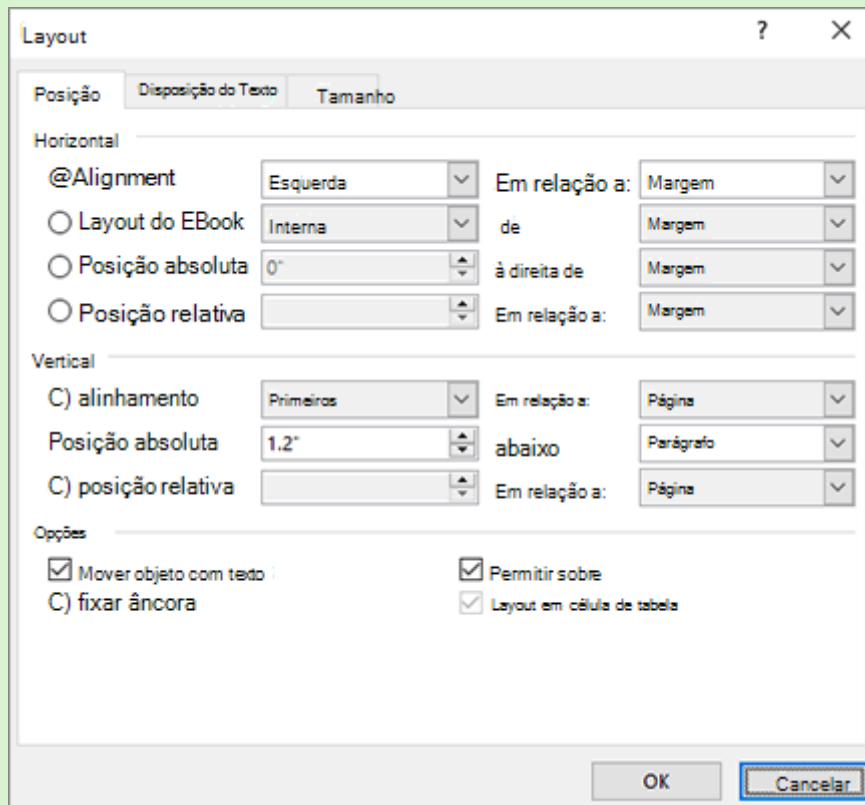 Layout ?
Posição Disposição do Texto Tamanho
Horizontal
@Alignment Esquerda Em relação a: Margem
Layout do EBook Interna de Margem
Posição absoluta 0" à direita de Margem
Posição relativa Em relação a: Margem
Vertical
C) alinhamento Primeiros Em relação a: Página
Posição absoluta 1.2" abaixo Parágrafo
C) posição relativa Em relação a: Página
Opções
Mover objeto com texto Permitir sobre
C) fixar âncora Layout em célula de tabela
OK Cancelar